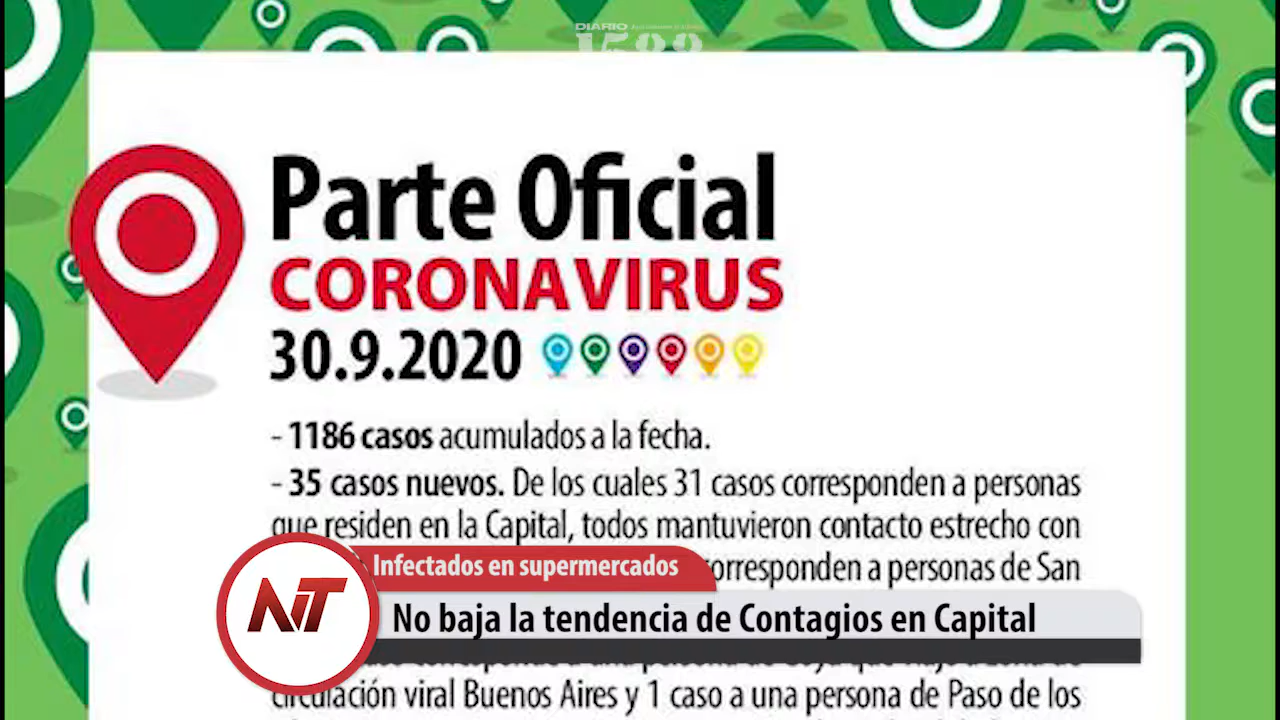 DIARIO
1588
Parte Oficial
CORONAVIRUS
30.9.2020
- 1186 casos acumulados a la fecha.
- 35 casos nuevos. De los cuales 31 casos corresponden a personas
que residen en la Capital, todos mantuvieron contacto estrecho con
corresponden a personas de San
Infectados en supermercados
NiT
No baja la tendencia de Contagios en Capital
circulación viral Buenos Aires y 1 caso a una persona de Paso de los